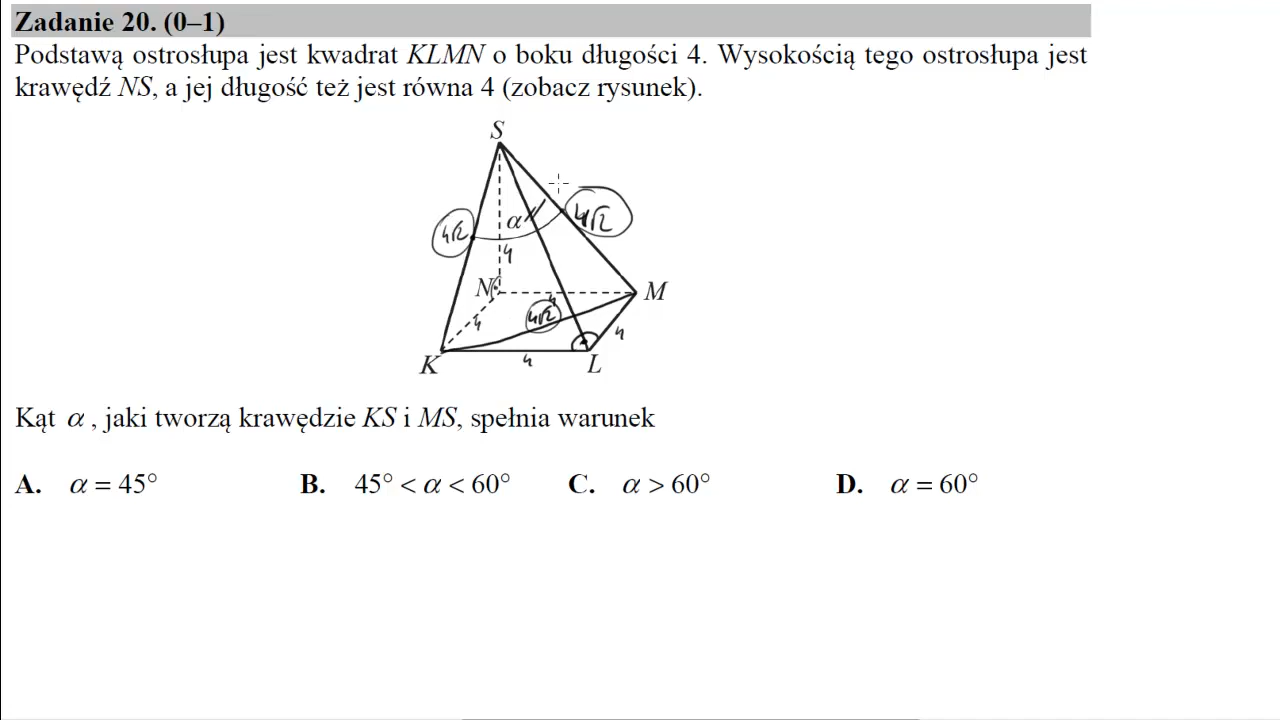 Zadanie 20. (0–1)
Podstawą ostrosłupa jest kwadrat KLMN o boku długości 4. Wysokością tego ostrosłupa jest
krawędź NS, a jej długość też jest równa 4 (zobacz rysunek).
S
4√2
α
4√2
4
N
M
4
4√2
4
4
K
4
L
Kąt α, jaki tworzą krawędzie KS i MS, spełnia warunek
A. α = 45° B. 45° < α < 60° C. α > 60° D. α = 60°